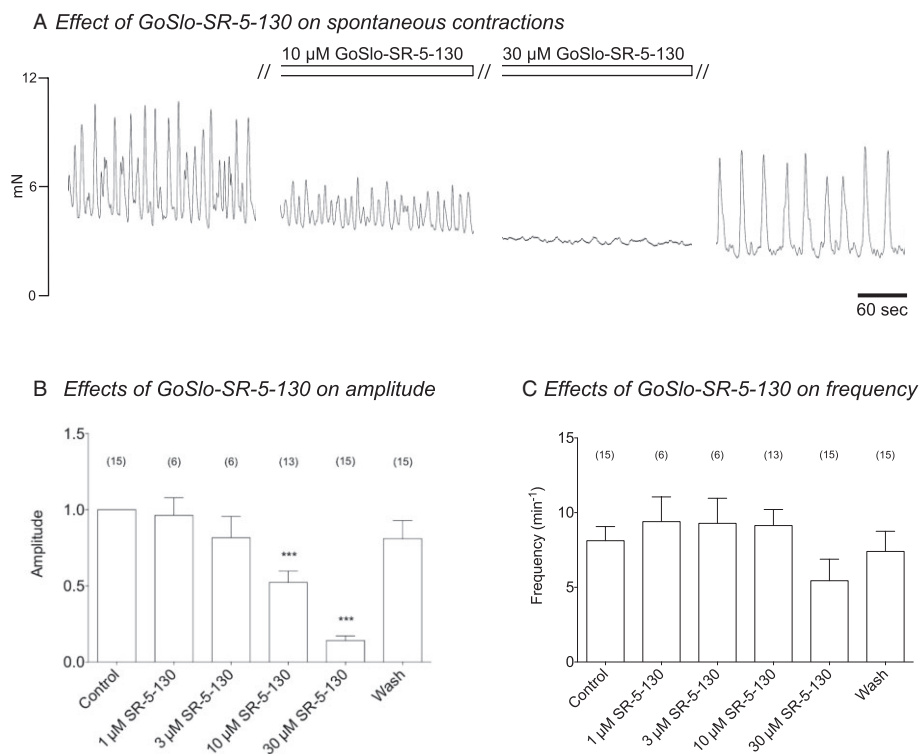 A Effect of GoSlo-SR-5-130 on spontaneous contractions
10 µM GoSlo-SR-5-130
30 µM GoSlo-SR-5-130
// // //
12
6
0
mN
60 sec
B Effects of GoSlo-SR-5-130 on amplitude
1.5
1.0
0.5
0.0
Amplitude
(15) (6) (6) (13) (15) (15)
***
***
Control
1 µM SR-5-130
3 µM SR-5-130
10 µM SR-5-130
30 µM SR-5-130
Wash
C Effects of GoSlo-SR-5-130 on frequency
15
10
5
0
Frequency (min⁻¹)
(15) (6) (6) (13) (15) (15)
Control
1 µM SR-5-130
3 µM SR-5-130
10 µM SR-5-130
30 µM SR-5-130
Wash